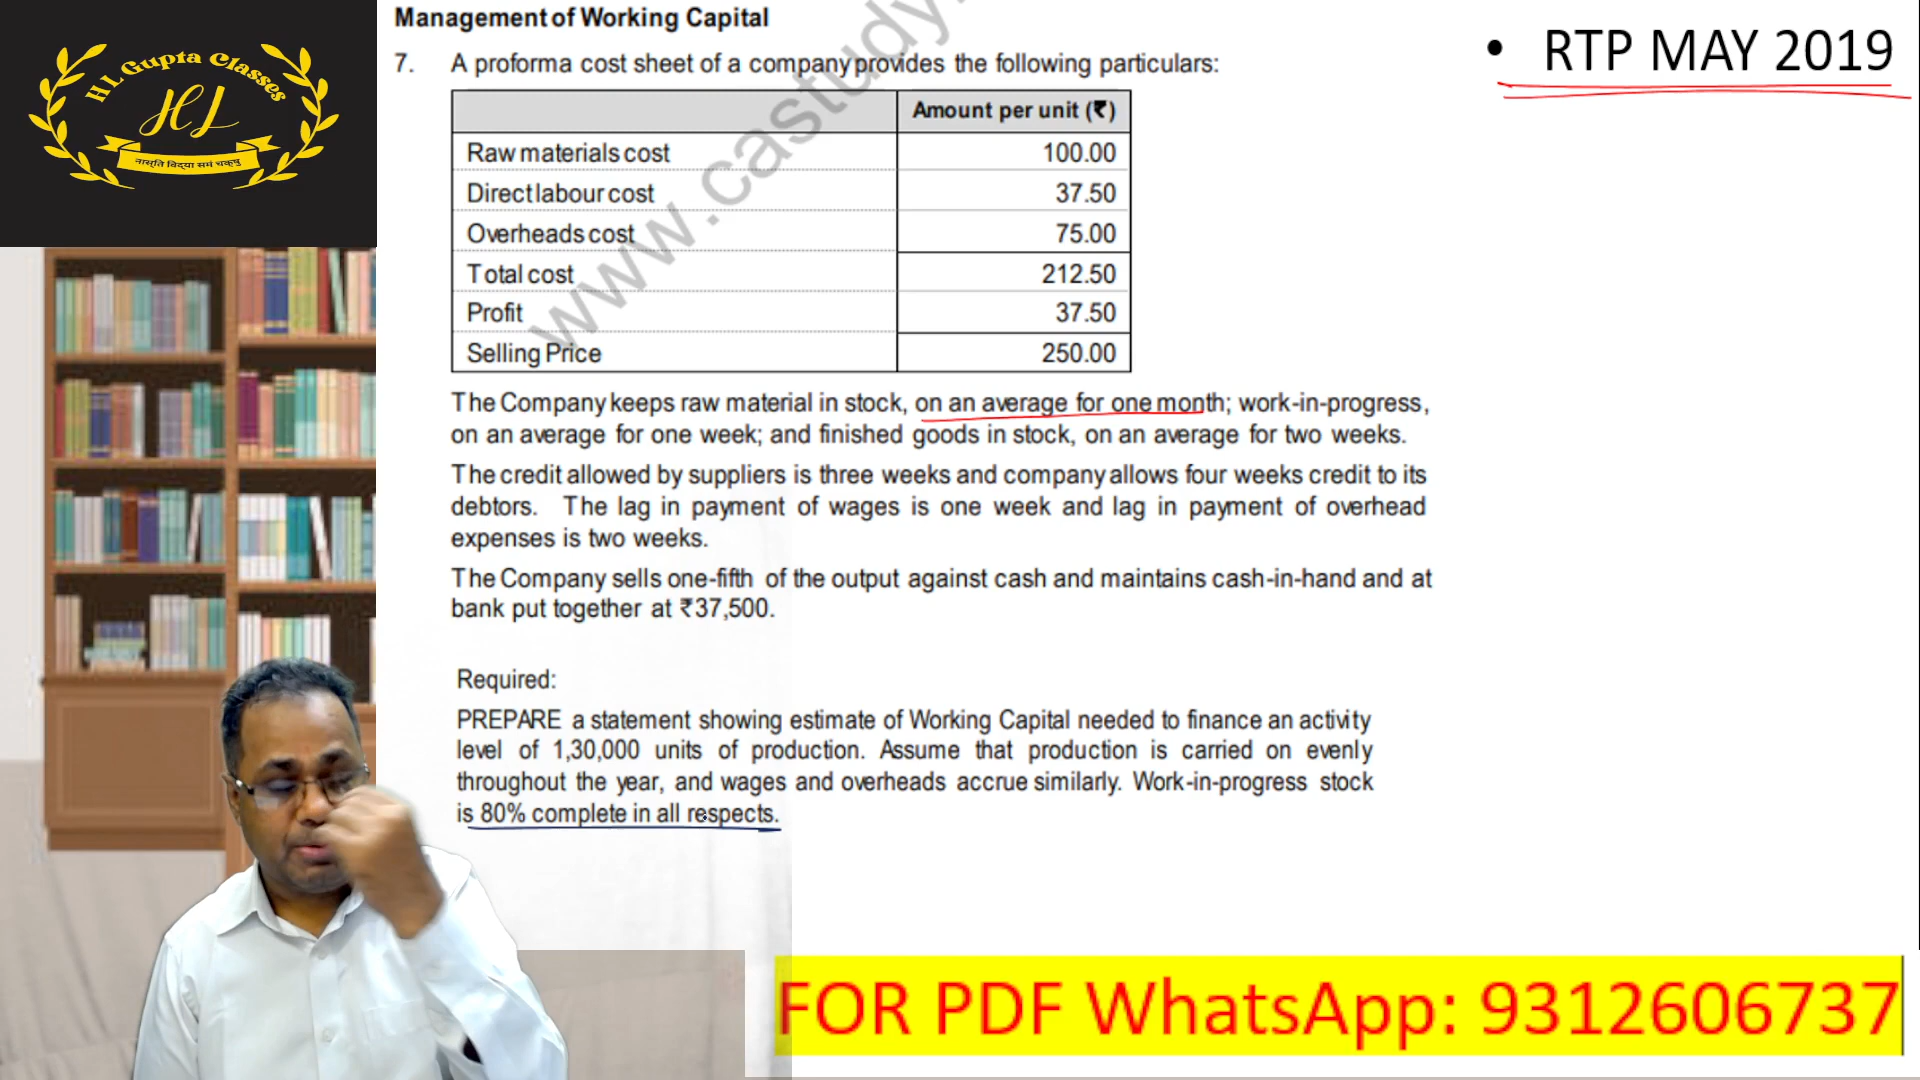 HL Gupta Classes
HL
नास्ति विद्या समं चक्षु
Management of Working Capital
• RTP MAY 2019
7. A proforma cost sheet of a company provides the following particulars:
Amount per unit (₹)
Raw materials cost 100.00
Direct labour cost 37.50
Overheads cost 75.00
Total cost 212.50
Profit 37.50
Selling Price 250.00
www.castudy.
The Company keeps raw material in stock, on an average for one month; work-in-progress,
on an average for one week; and finished goods in stock, on an average for two weeks.
The credit allowed by suppliers is three weeks and company allows four weeks credit to its
debtors. The lag in payment of wages is one week and lag in payment of overhead
expenses is two weeks.
The Company sells one-fifth of the output against cash and maintains cash-in-hand and at
bank put together at ₹37,500.
Required:
PREPARE a statement showing estimate of Working Capital needed to finance an activity
level of 1,30,000 units of production. Assume that production is carried on evenly
throughout the year, and wages and overheads accrue similarly. Work-in-progress stock
is 80% complete in all respects.
FOR PDF WhatsApp: 9312606737